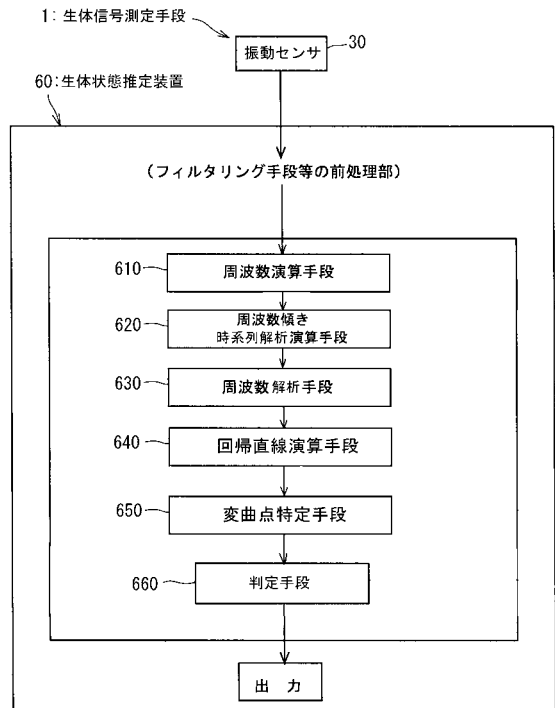 1：生体信号測定手段
振動センサ
30
60：生体状態推定装置
（フィルタリング手段等の前処理部）
610
周波数演算手段
620
周波数傾き
時系列解析演算手段
630
周波数解析手段
640
回帰直線演算手段
650
変曲点特定手段
660
判定手段
出　力